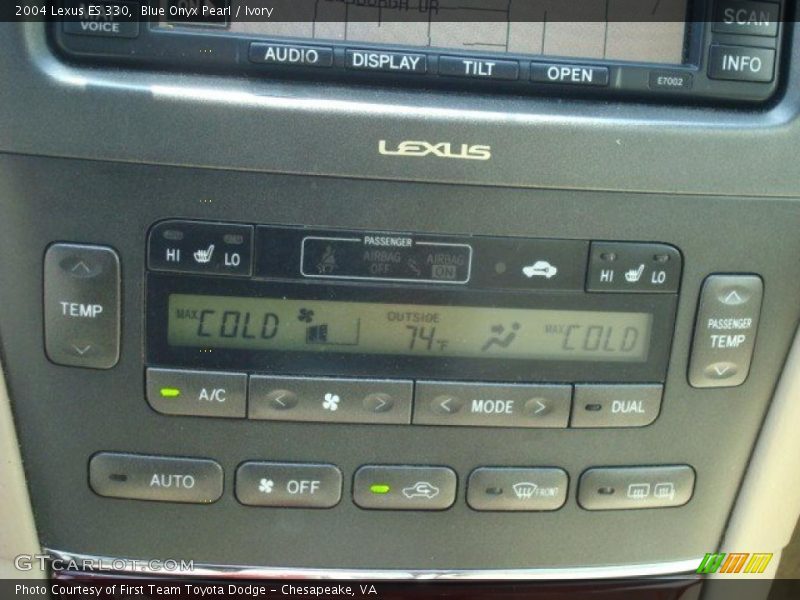 2004 Lexus ES 330, Blue Onyx Pearl / Ivory
VOICE
SCAN
AUDIO DISPLAY TILT OPEN INFO
E7002
LEXUS
PASSENGER
HI LO AIRBAG OFF AIRBAG ON HI LO
TEMP
PASSENGER TEMP
MAX COLD OUTSIDE 74°F MAX COLD
A/C < > < MODE > DUAL
AUTO OFF FRONT
GTCARLOT.COM
Photo Courtesy of First Team Toyota Dodge - Chesapeake, VA